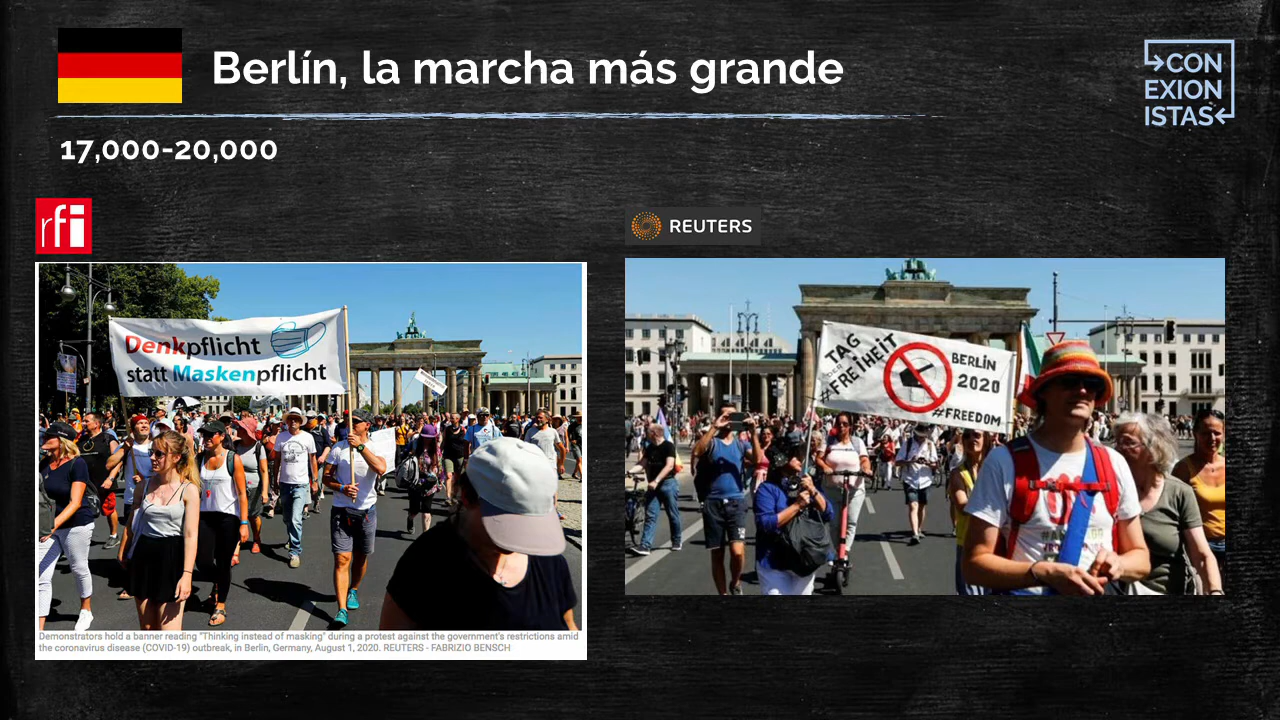 Berlín, la marcha más grande
CON
EXION
ISTAS
17,000-20,000
rfi
REUTERS
Denkpflicht
statt Maskenpflicht
TAG
#FREIHEIT
BERLÍN
2020
#FREEDOM
Demonstrators hold a banner reading "Thinking instead of masking" during a protest against the government's restrictions amid
the coronavirus disease (COVID-19) outbreak, in Berlin, Germany, August 1, 2020. REUTERS - FABRIZIO BENSCH